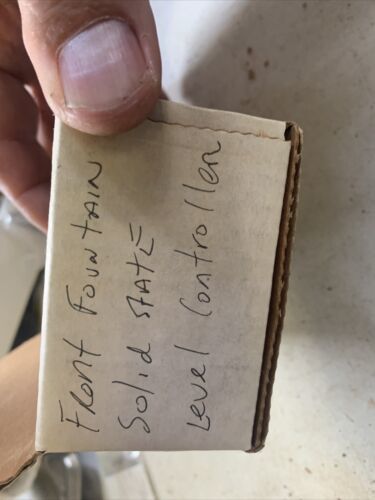 Front Fountain
Solid State
Level Controller